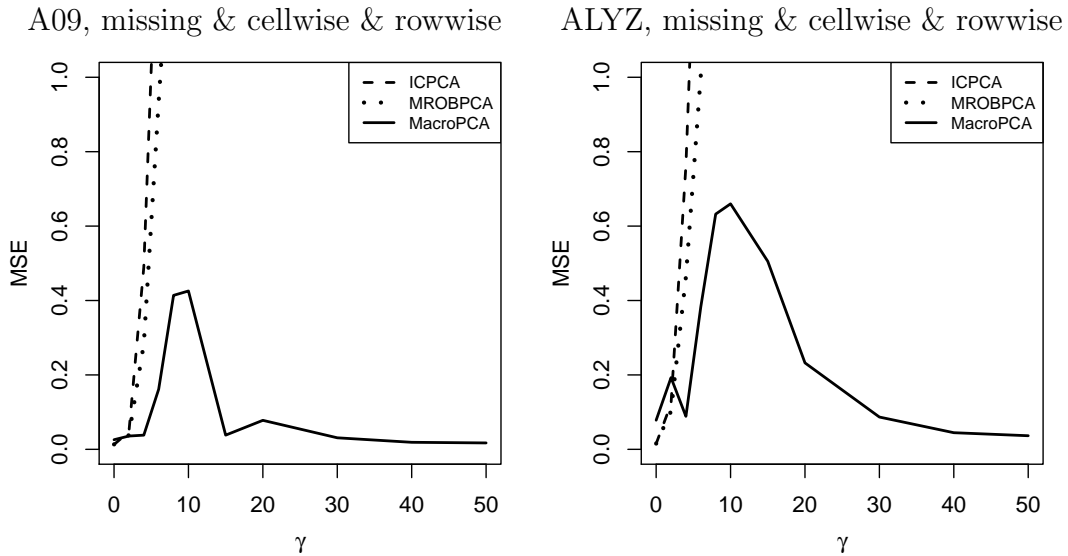 A09, missing & cellwise & rowwise
ICPCA
MROBPCA
MacroPCA
MSE
1.0
0.8
0.6
0.4
0.2
0.0
0 10 20 30 40 50
γ
ALYZ, missing & cellwise & rowwise
ICPCA
MROBPCA
MacroPCA
MSE
1.0
0.8
0.6
0.4
0.2
0.0
0 10 20 30 40 50
γ